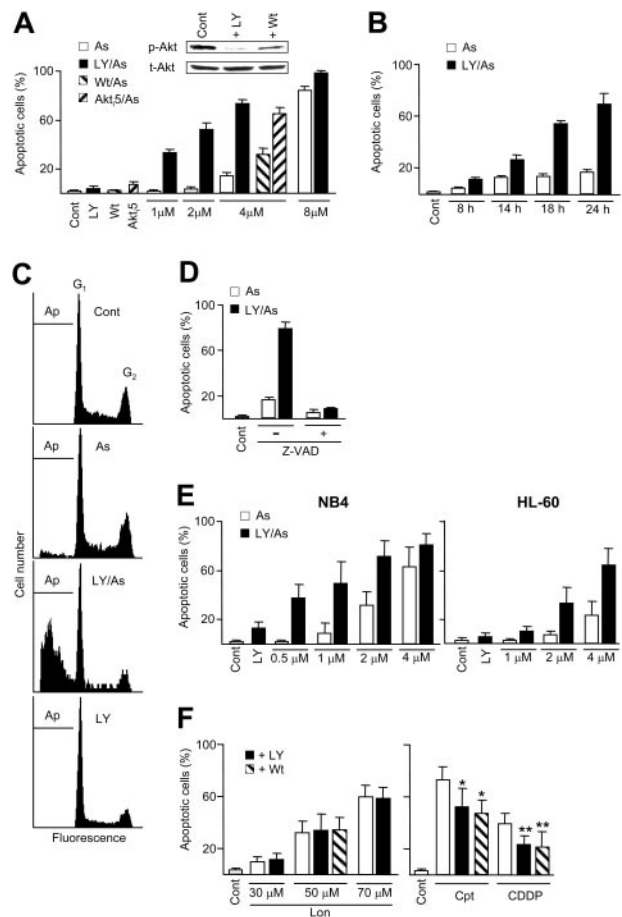 A
Cont
+ LY
+ Wt
p-Akt
t-Akt
As
LY/As
Wt/As
Akti5/As
Apoptotic cells (%)
100
60
20
Cont
LY
Wt
Akti5
1µM
2µM
4µM
8µM
B
As
LY/As
Apoptotic cells (%)
100
60
20
Cont
8 h
14 h
18 h
24 h
C
G1
Ap
Cont
G2
Ap
As
Ap
LY/As
Ap
LY
Cell number
Fluorescence
D
As
LY/As
Apoptotic cells (%)
100
60
20
Cont
–
+
Z-VAD
E
NB4
HL-60
As
LY/As
Apoptotic cells (%)
100
60
20
Cont
LY
0.5 µM
1 µM
2 µM
4 µM
Cont
LY
1 µM
2 µM
4 µM
F
+ LY
+ Wt
Apoptotic cells (%)
100
60
20
Cont
30 µM
50 µM
70 µM
Lon
*
*
**
**
Cont
Cpt
CDDP